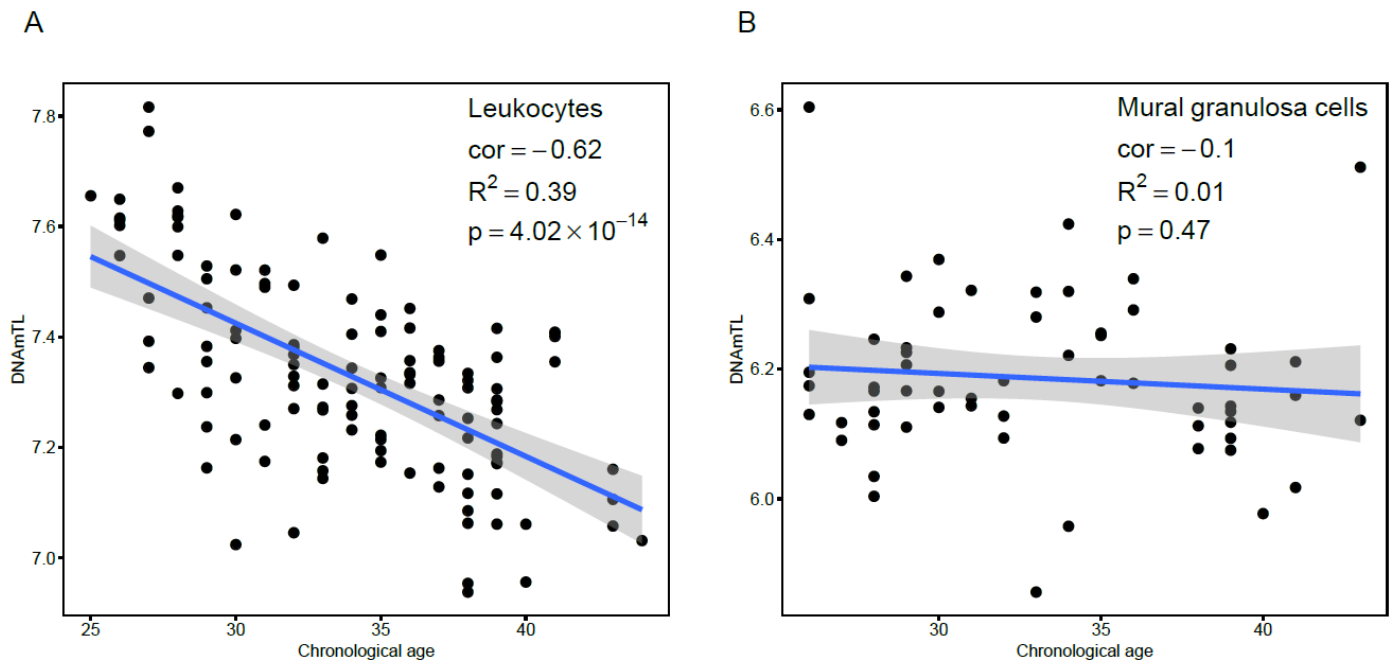 A
Leukocytes
cor = −0.62
R² = 0.39
p = 4.02 × 10⁻¹⁴
7.8
7.6
7.4
7.2
7.0
DNAmTL
25 30 35 40
Chronological age
B
Mural granulosa cells
cor = −0.1
R² = 0.01
p = 0.47
6.6
6.4
6.2
6.0
DNAmTL
30 35 40
Chronological age